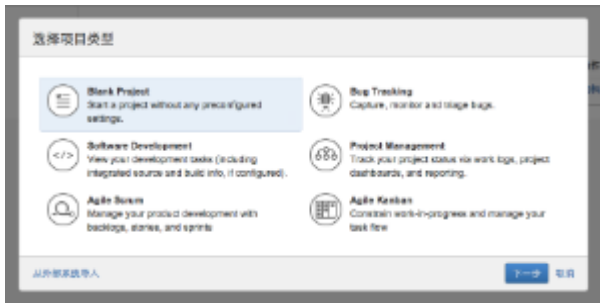 选择项目类型
Blank Project
Start a project without any preconfigured
settings.
Bug Tracking
Capture, monitor and triage bugs.
Software Development
View your development tasks (including
integrated source and build info, if configured).
Project Management
Track your project status via work logs, project
dashboards, and reporting.
Agile Scrum
Manage your product development with
backlogs, stories, and sprints
Agile Kanban
Constrain work-in-progress and manage your
task flow
从外部系统导入
下一步 取消